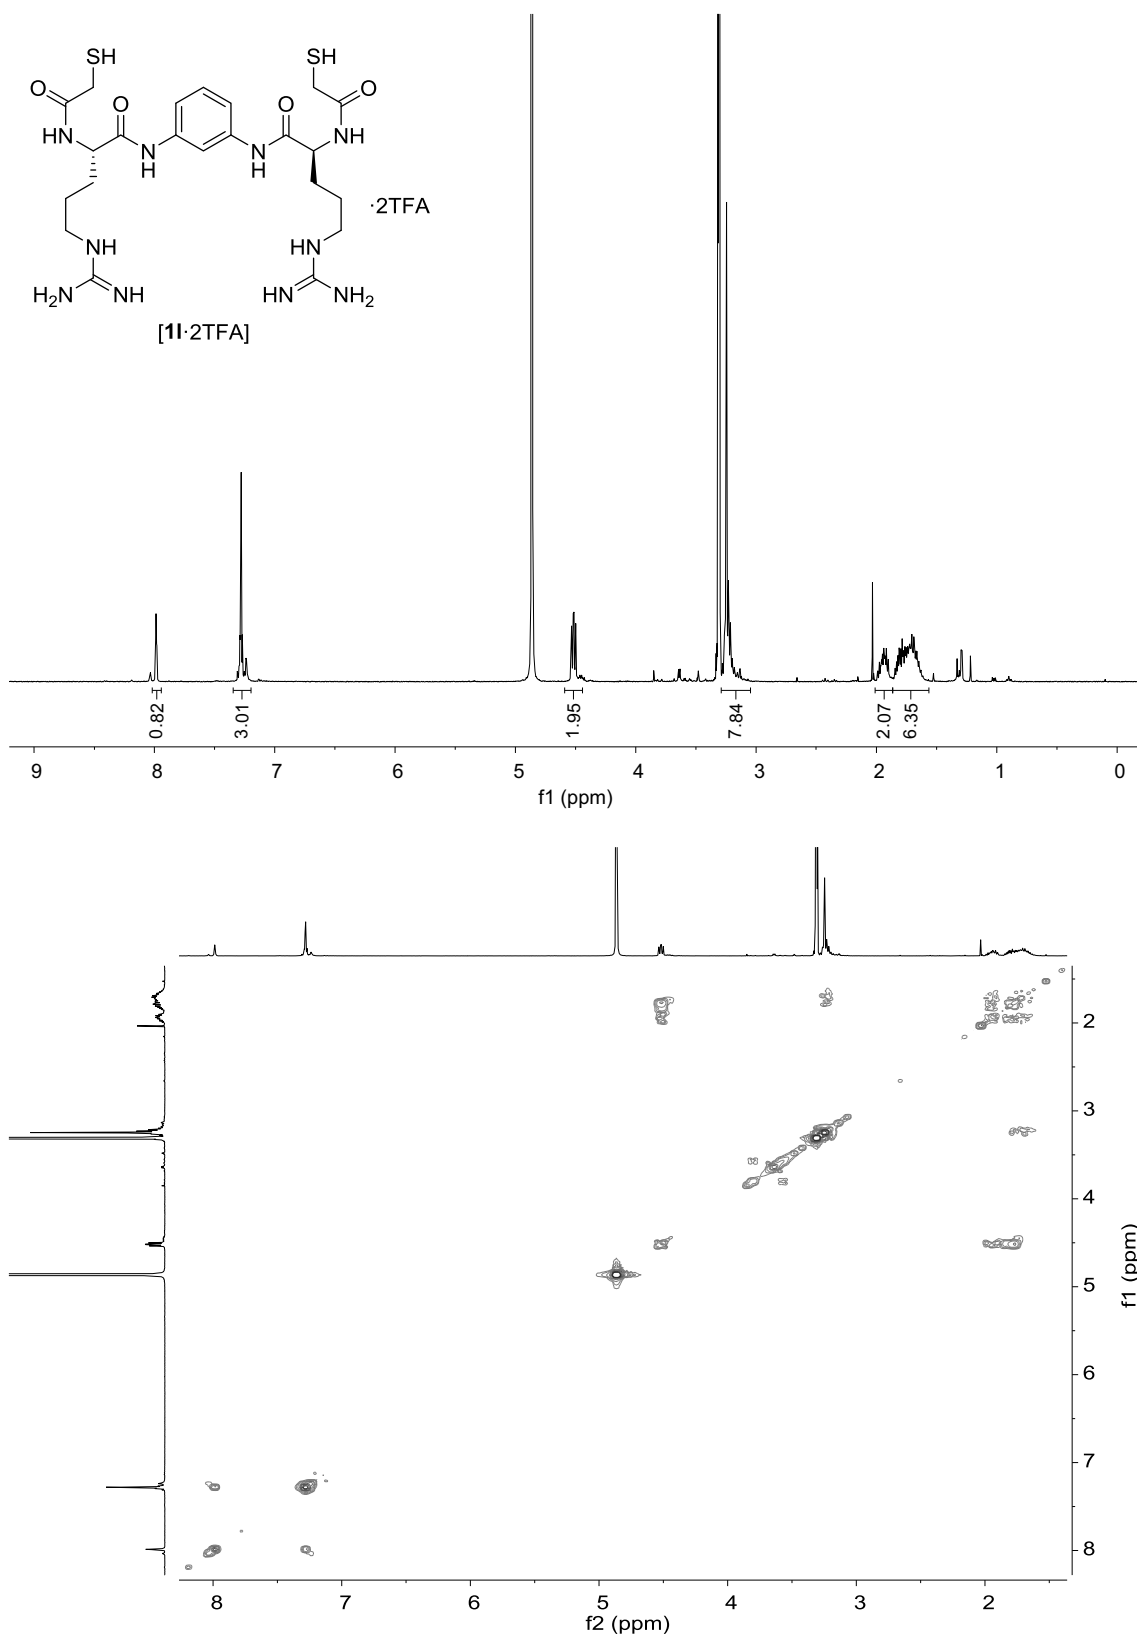 SH SH
O O O O
HN N H N H NH
·2TFA
NH HN
H2N NH HN NH2
[1l·2TFA]
0.82 3.01 1.95 7.84 2.07 6.35
9 8 7 6 5 4 3 2 1 0
f1 (ppm)
2
3
4
5
6
7
8
f1 (ppm)
8 7 6 5 4 3 2
f2 (ppm)